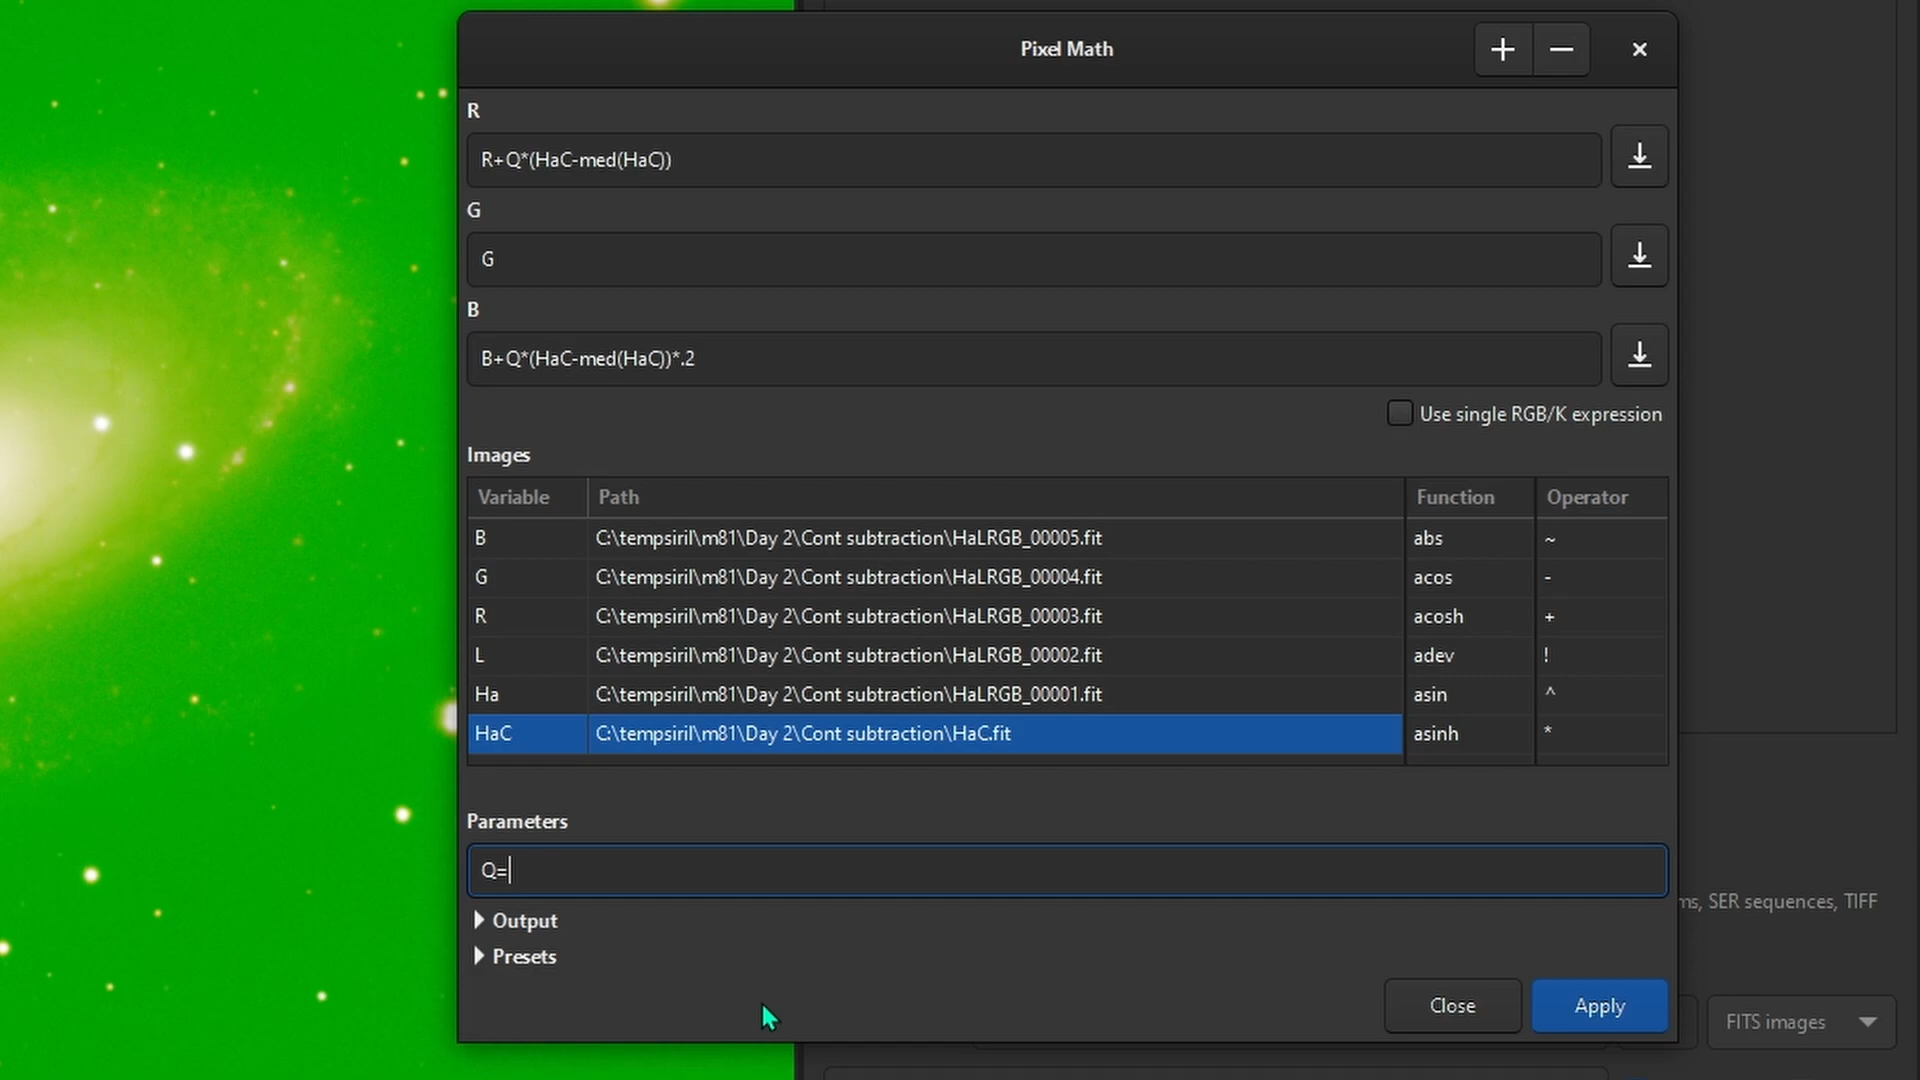 Pixel Math
R
R+Q*(HaC-med(HaC))
G
G
B
B+Q*(HaC-med(HaC))*.2
Use single RGB/K expression
Images
Variable Path Function Operator
B C:\tempsiril\m81\Day 2\Cont subtraction\HaLRGB_00005.fit abs ~
G C:\tempsiril\m81\Day 2\Cont subtraction\HaLRGB_00004.fit acos -
R C:\tempsiril\m81\Day 2\Cont subtraction\HaLRGB_00003.fit acosh +
L C:\tempsiril\m81\Day 2\Cont subtraction\HaLRGB_00002.fit adev !
Ha C:\tempsiril\m81\Day 2\Cont subtraction\HaLRGB_00001.fit asin ^
HaC C:\tempsiril\m81\Day 2\Cont subtraction\HaC.fit asinh *
Parameters
Q=
SER sequences, TIFF
Output
Presets
Close Apply
FITS images